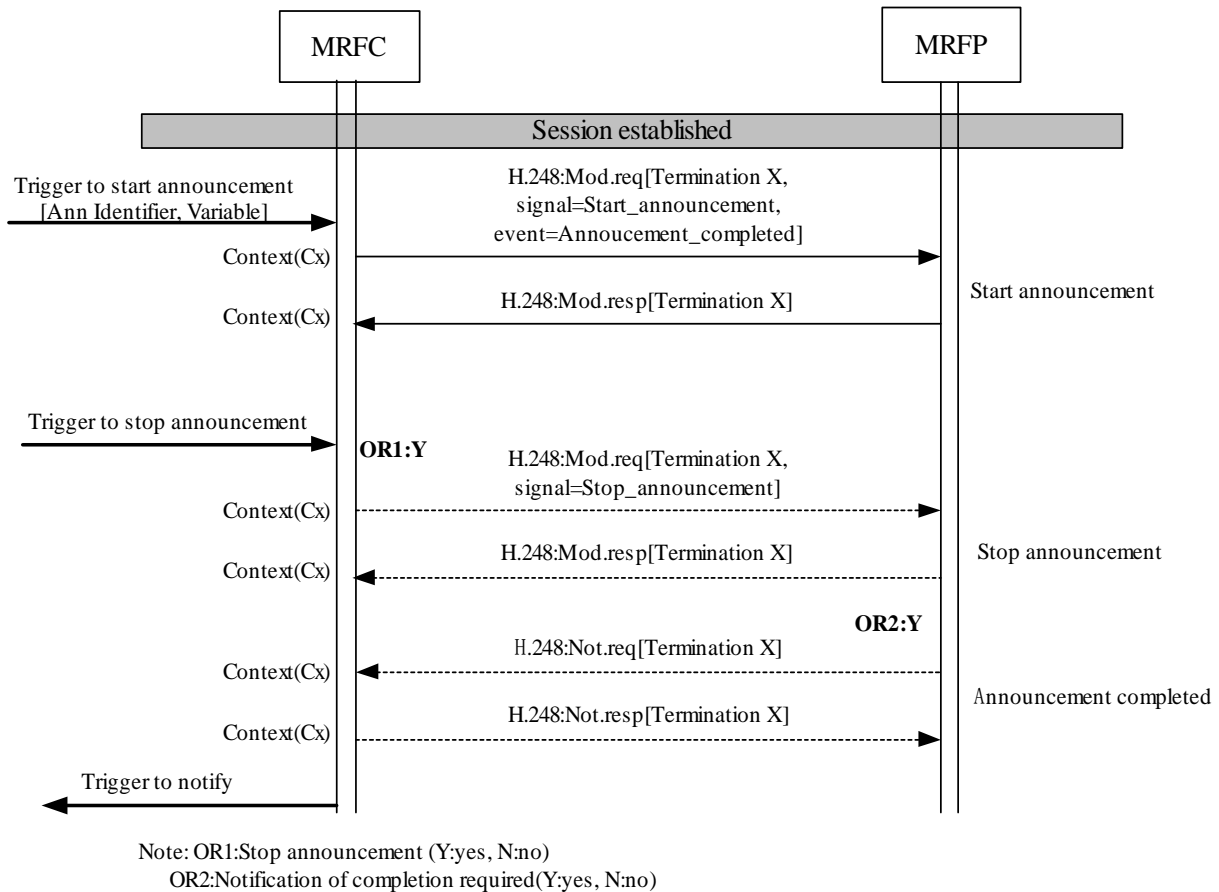 MRFC
MRFP
Session established
Trigger to start announcement
[Ann Identifier, Variable]
H.248:Mod.req[Termination X,
signal=Start_announcement,
event=Annoucement_completed]
Context(Cx)
Start announcement
H.248:Mod.resp[Termination X]
Context(Cx)
Trigger to stop announcement
OR1:Y
H.248:Mod.req[Termination X,
signal=Stop_announcement]
Context(Cx)
H.248:Mod.resp[Termination X]
Stop announcement
Context(Cx)
OR2:Y
H.248:Not.req[Termination X]
Context(Cx)
Announcement completed
H.248:Not.resp[Termination X]
Context(Cx)
Trigger to notify
Note: OR1:Stop announcement (Y:yes, N:no)
OR2:Notification of completion required(Y:yes, N:no)